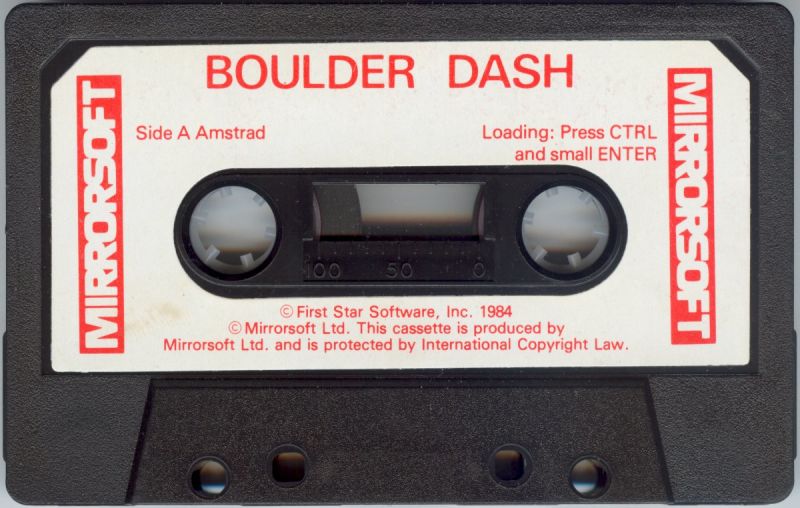 BOULDER DASH
MIRRORSOFT
Side A Amstrad
Loading: Press CTRL
and small ENTER
MIRRORSOFT
100 50 0
© First Star Software, Inc. 1984
© Mirrorsoft Ltd. This cassette is produced by
Mirrorsoft Ltd. and is protected by International Copyright Law.